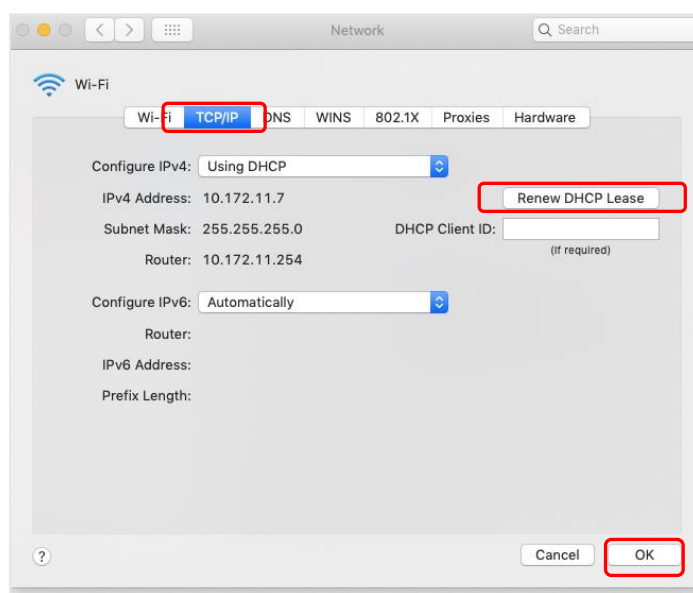 Network
Search
Wi-Fi
Wi-Fi TCP/IP DNS WINS 802.1X Proxies Hardware
Configure IPv4: Using DHCP
IPv4 Address: 10.172.11.7 Renew DHCP Lease
Subnet Mask: 255.255.255.0 DHCP Client ID:
(If required)
Router: 10.172.11.254
Configure IPv6: Automatically
Router:
IPv6 Address:
Prefix Length:
? Cancel OK